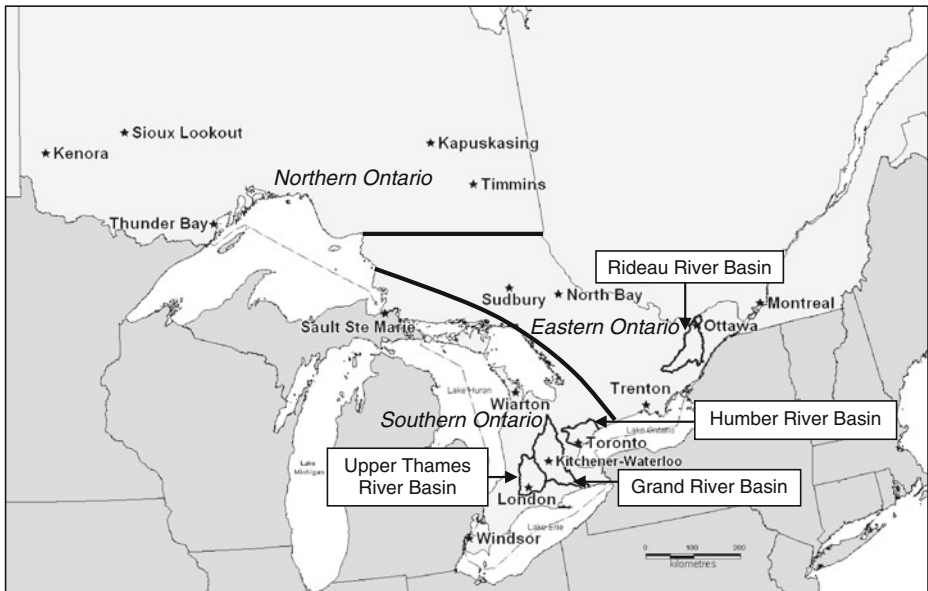 Sioux Lookout
Kenora
Kapuskasing
Northern Ontario
Timmins
Thunder Bay
Rideau River Basin
Sudbury
North Bay
Montreal
Sault Ste Marie
Eastern Ontario
Ottawa
Lake Huron
Trenton
Wiarton
Southern Ontario
Humber River Basin
Lake Ontario
Toronto
Lake
Michigan
Upper Thames
River Basin
Kitchener-Waterloo
Grand River Basin
London
Lake Erie
Windsor
0 100 200
kilometres